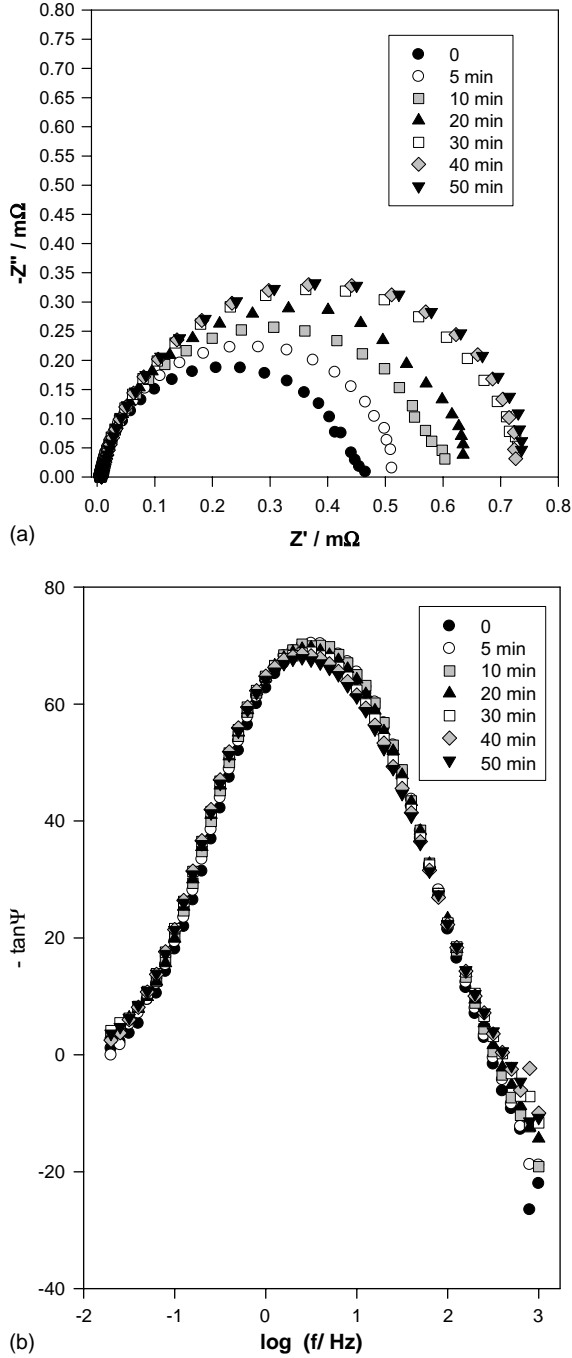 0.80
0.75
0.70
0.65
0.60
0.55
0.50
0.45
0.40
0.35
0.30
0.25
0.20
0.15
0.10
0.05
0.00
-Z'' / mΩ
0
5 min
10 min
20 min
30 min
40 min
50 min
0.0 0.1 0.2 0.3 0.4 0.5 0.6 0.7 0.8
(a)
Z' / mΩ
80
60
40
20
0
-20
-40
- tanΨ
0
5 min
10 min
20 min
30 min
40 min
50 min
-2 -1 0 1 2 3
(b)
log (f/ Hz)